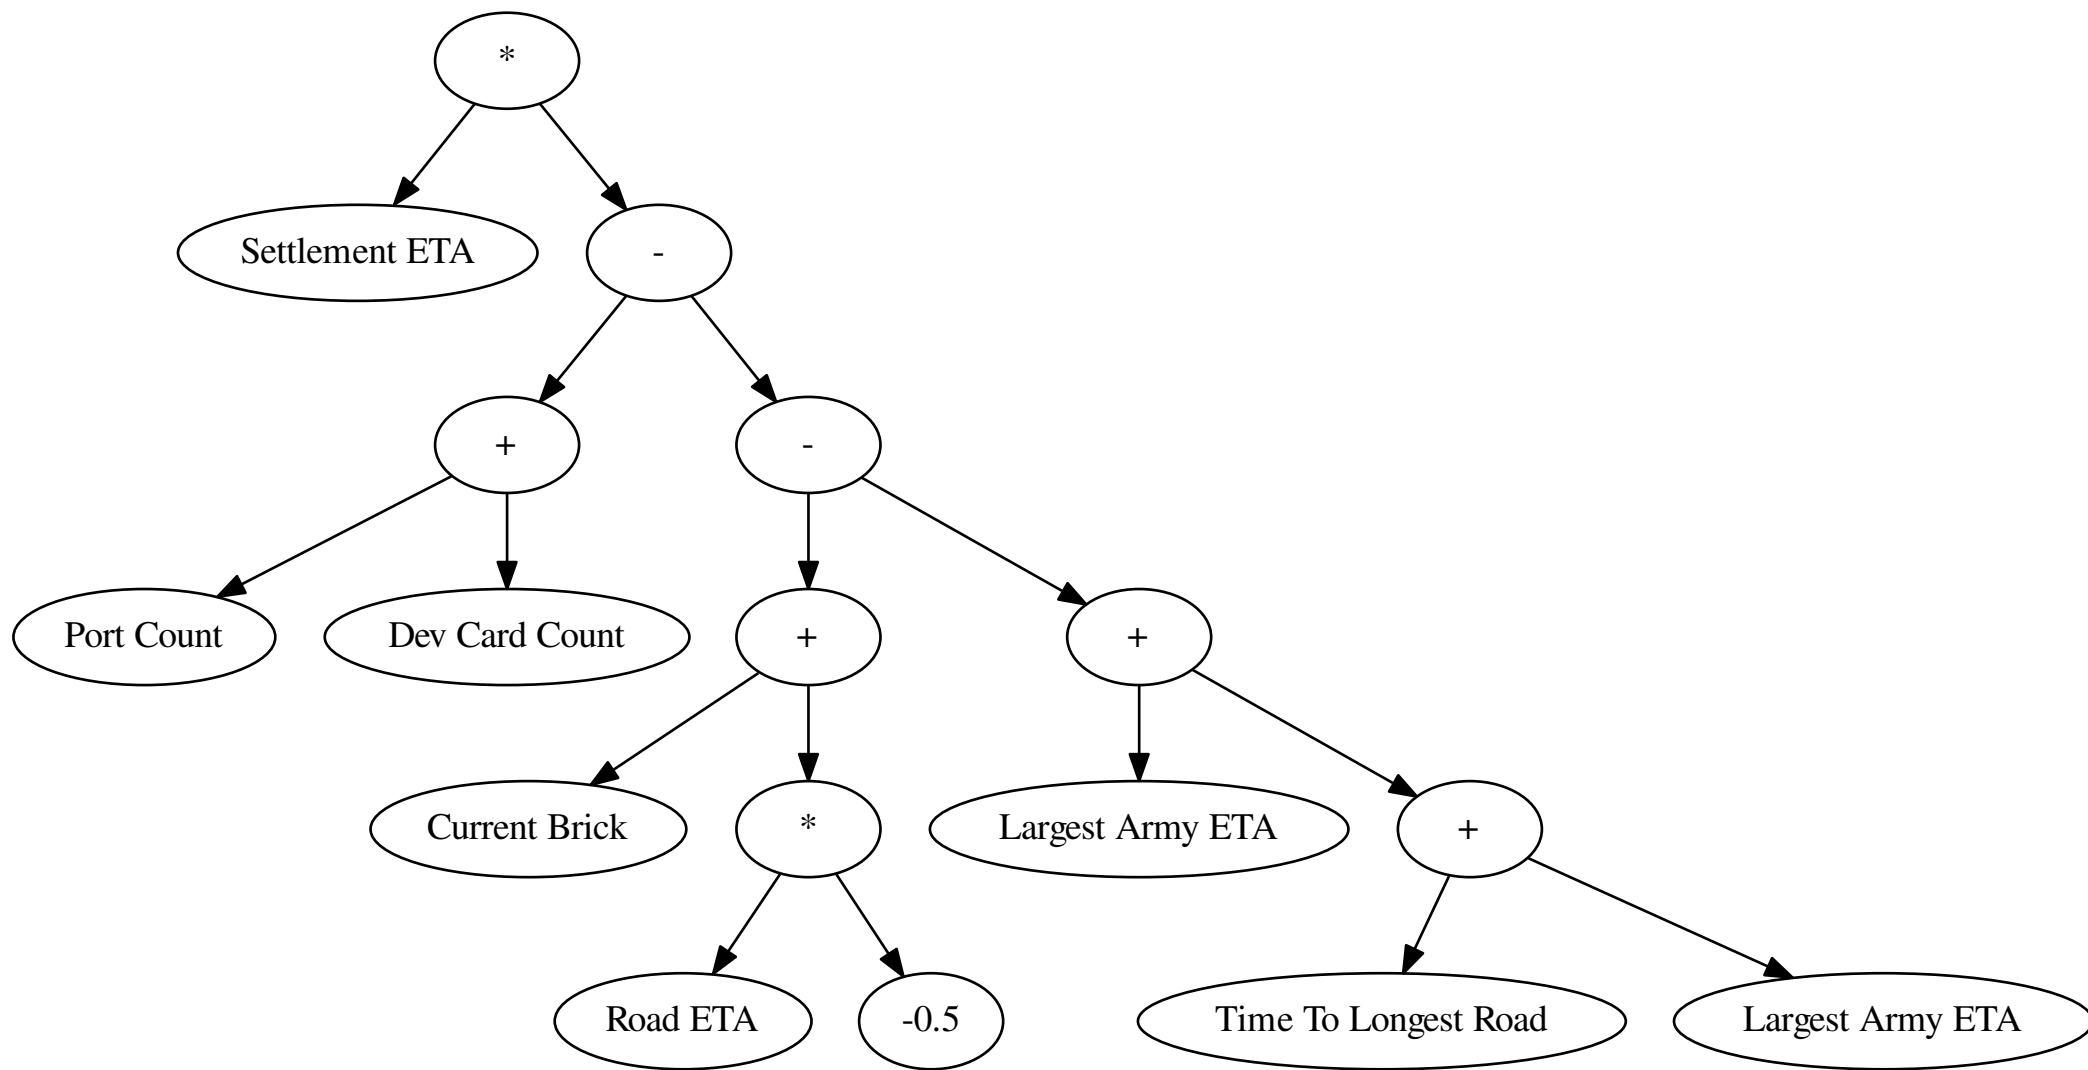 *
Settlement ETA
-
+
-
Port Count
Dev Card Count
+
+
Current Brick
*
Largest Army ETA
+
Road ETA
-0.5
Time To Longest Road
Largest Army ETA